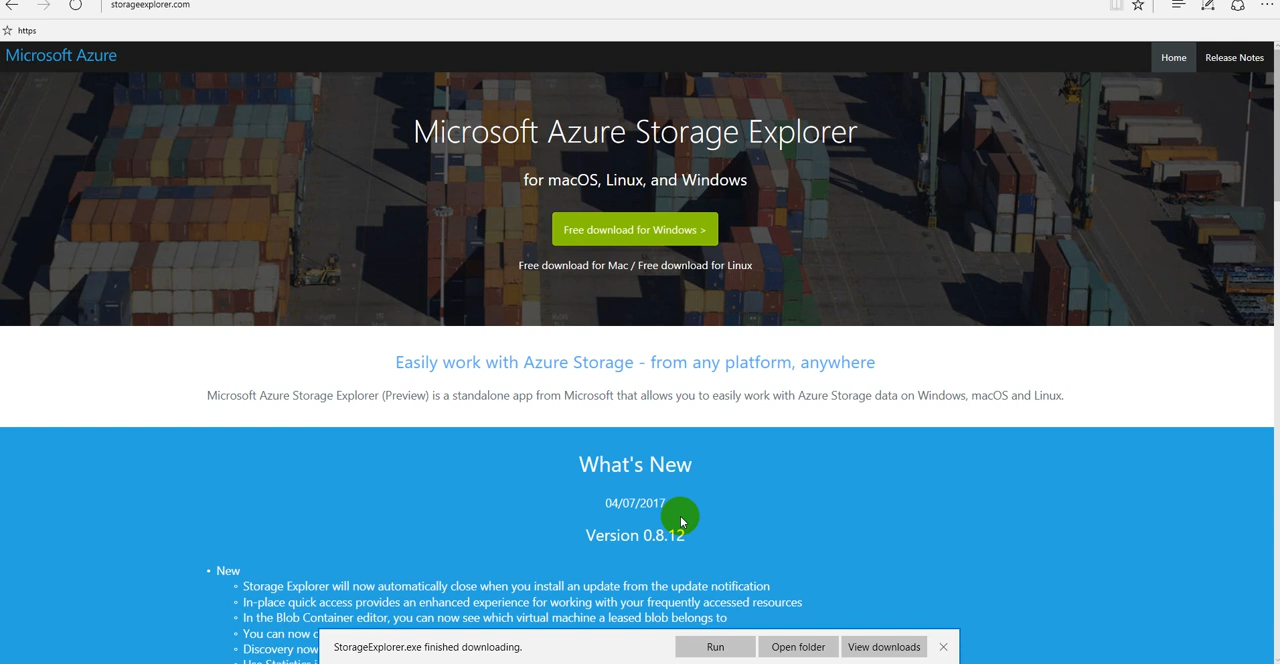 storageexplorer.com
https
Microsoft Azure
Home Release Notes
Microsoft Azure Storage Explorer
for macOS, Linux, and Windows
Free download for Windows >
Free download for Mac / Free download for Linux
Easily work with Azure Storage - from any platform, anywhere
Microsoft Azure Storage Explorer (Preview) is a standalone app from Microsoft that allows you to easily work with Azure Storage data on Windows, macOS and Linux.
What's New
04/07/2017
Version 0.8.12
• New
◦ Storage Explorer will now automatically close when you install an update from the update notification
◦ In-place quick access provides an enhanced experience for working with your frequently accessed resources
◦ In the Blob Container editor, you can now see which virtual machine a leased blob belongs to
◦ You can now
◦ Discovery now
StorageExplorer.exe finished downloading.
Run Open folder View downloads